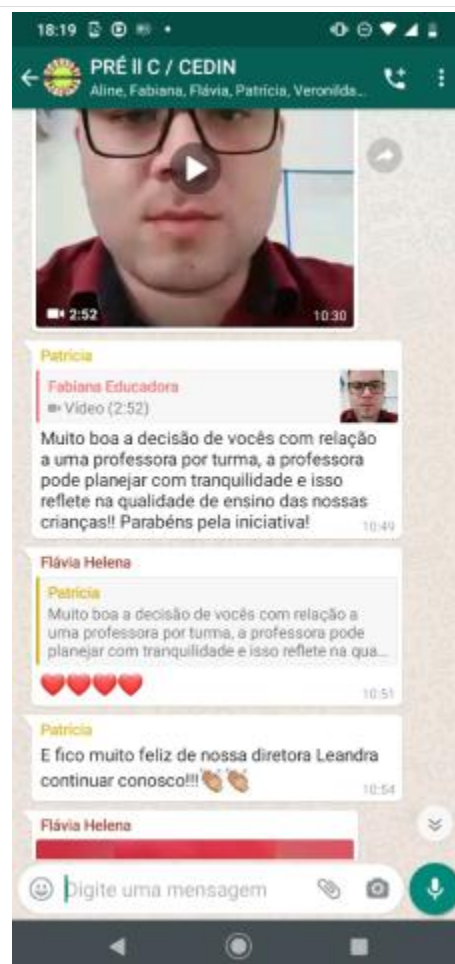 18:19
PRÉ II C / CEDIN
Aline, Fabiana, Flávia, Patrícia, Veronilda...
2:52
10:30
Patrícia
Fabiana Educadora
Vídeo (2:52)
Muito boa a decisão de vocês com relação
a uma professora por turma, a professora
pode planejar com tranquilidade e isso
reflete na qualidade de ensino das nossas
crianças!! Parabéns pela iniciativa!
10:49
Flávia Helena
Patrícia
Muito boa a decisão de vocês com relação a
uma professora por turma, a professora pode
planejar com tranquilidade e isso reflete na qua...
❤️❤️❤️❤️
10:51
Patrícia
E fico muito feliz de nossa diretora Leandra
continuar conosco!!!👏🏼👏🏼
10:54
Flávia Helena
Digite uma mensagem